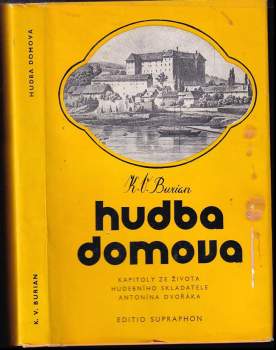 HUDBA DOMOVA
K. V. BURIAN
K. V. Burian
hudba
domova
KAPITOLY ZE ŽIVOTA
HUDEBNÍHO SKLADATELE
ANTONÍNA DVOŘÁKA
EDITIO SUPRAPHON